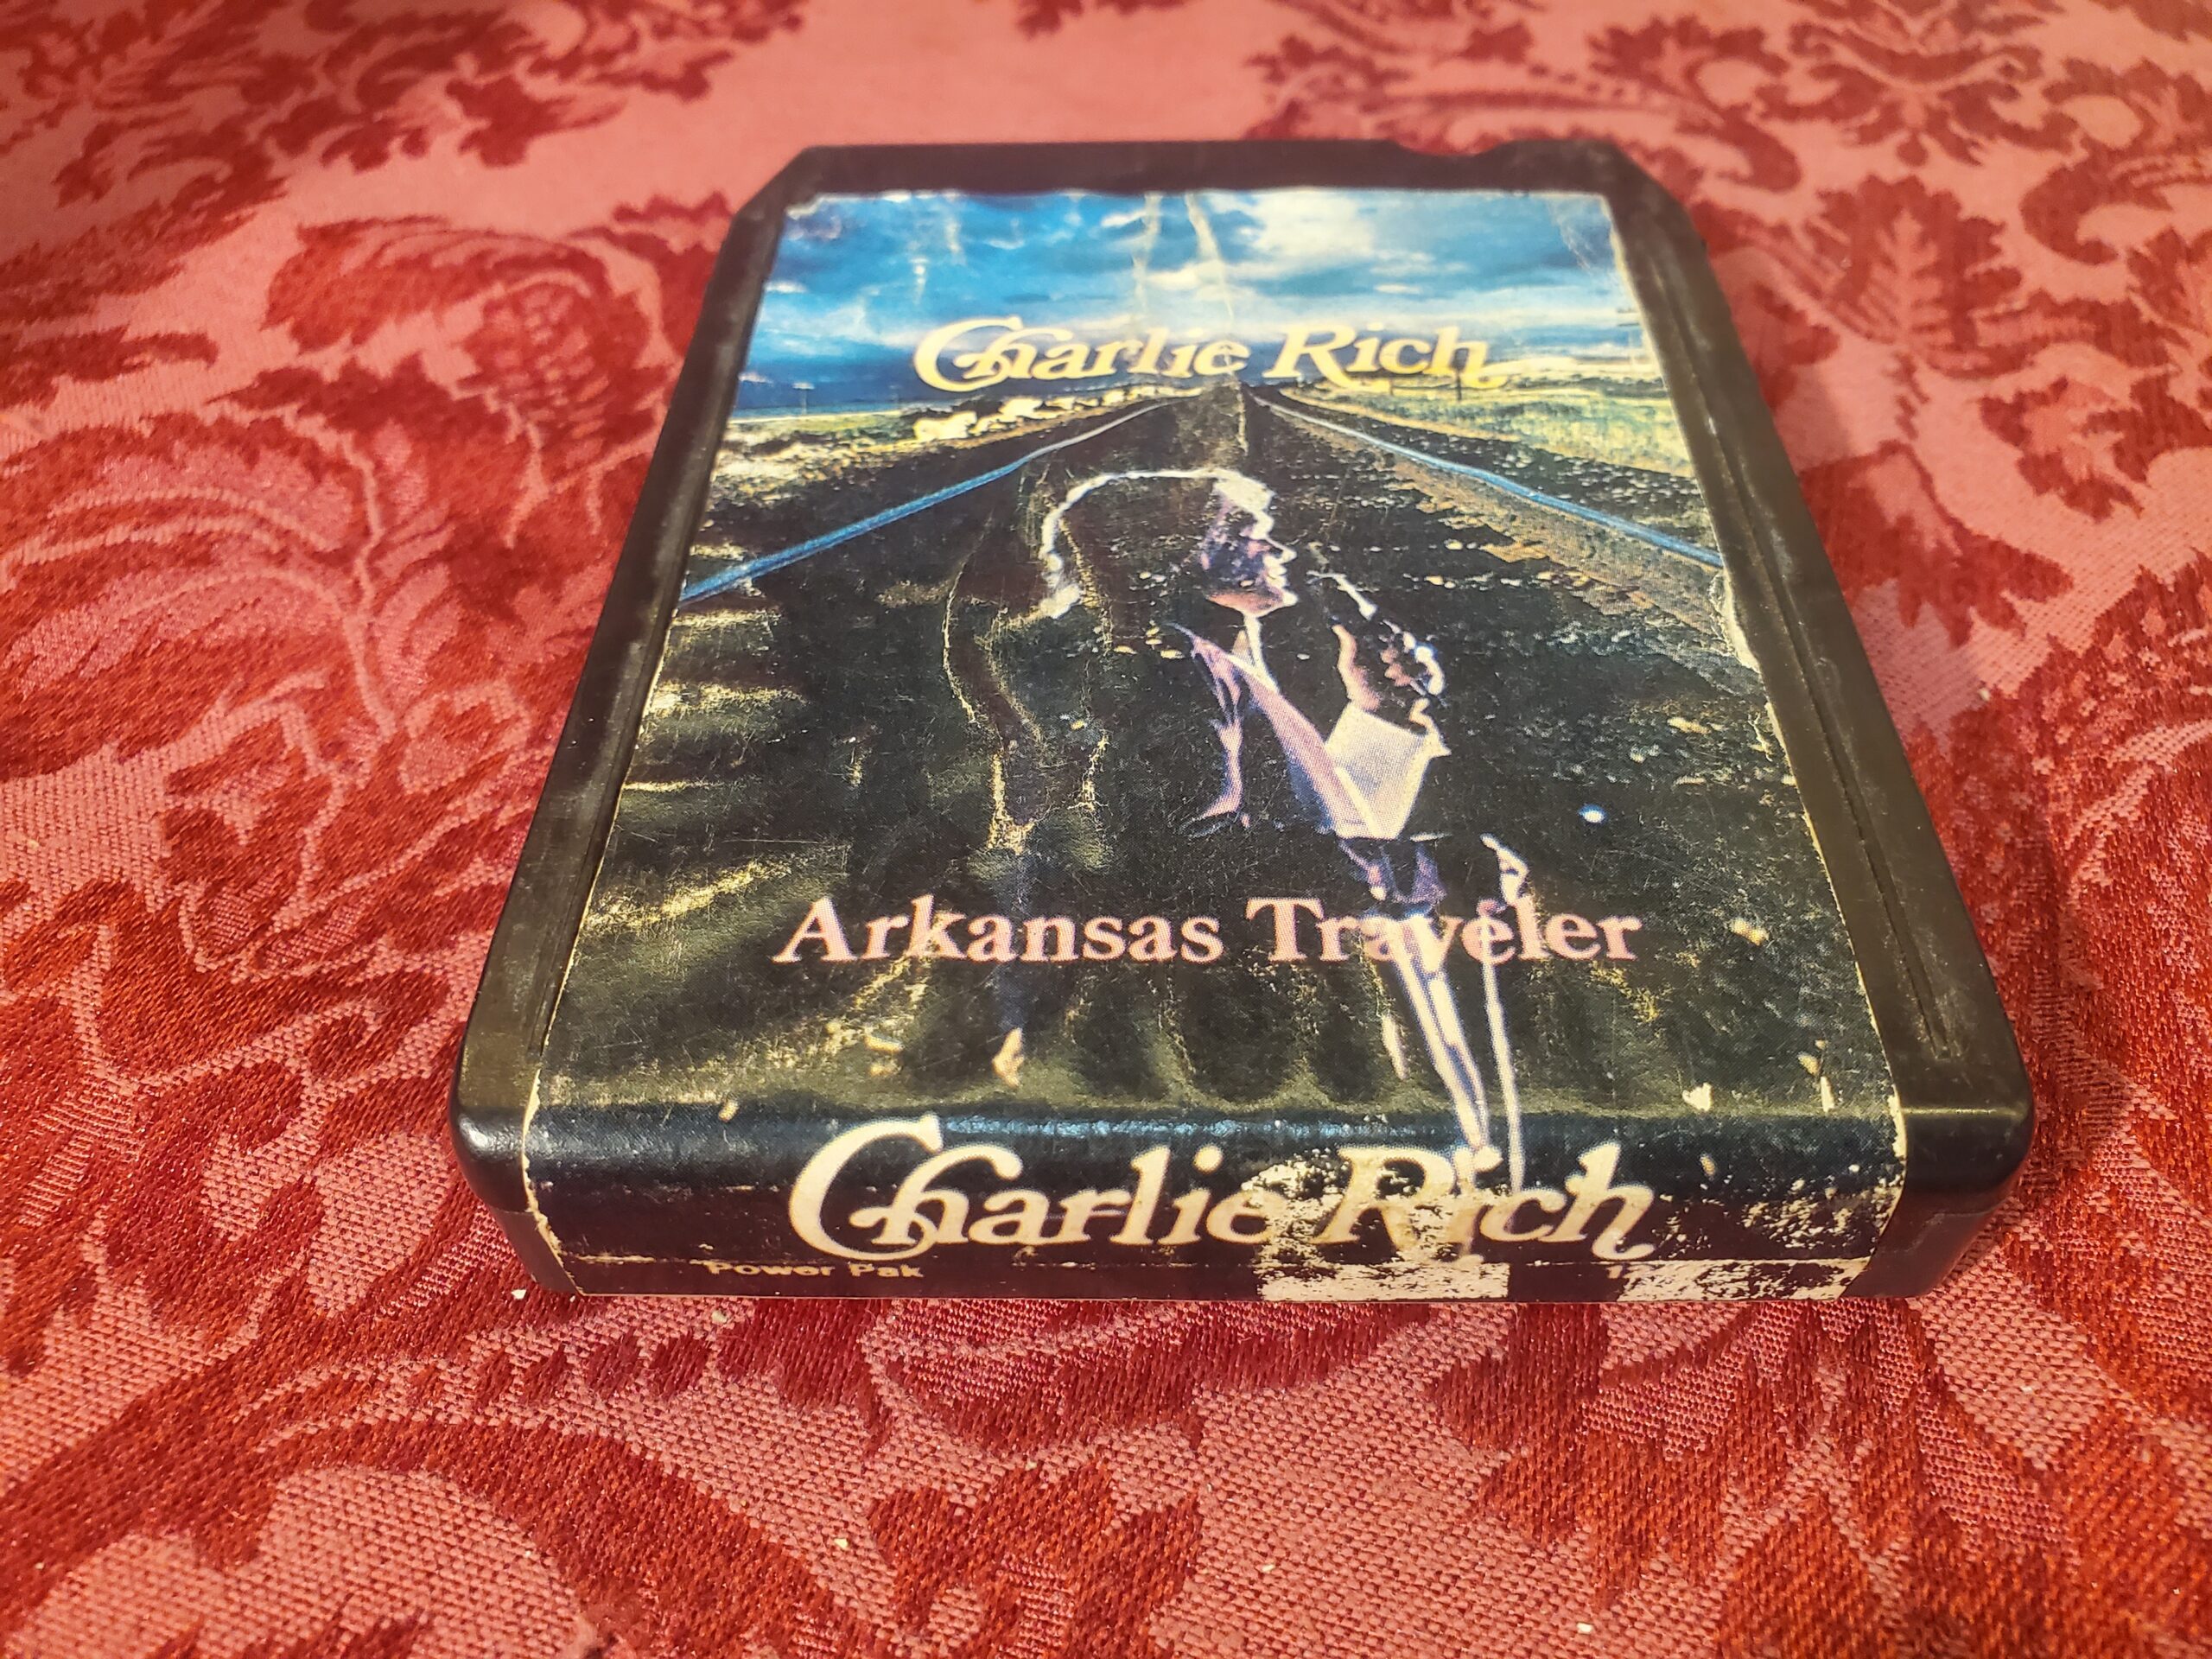 Charlie Rich
Arkansas Traveler
Charlie Rich
Power Pak